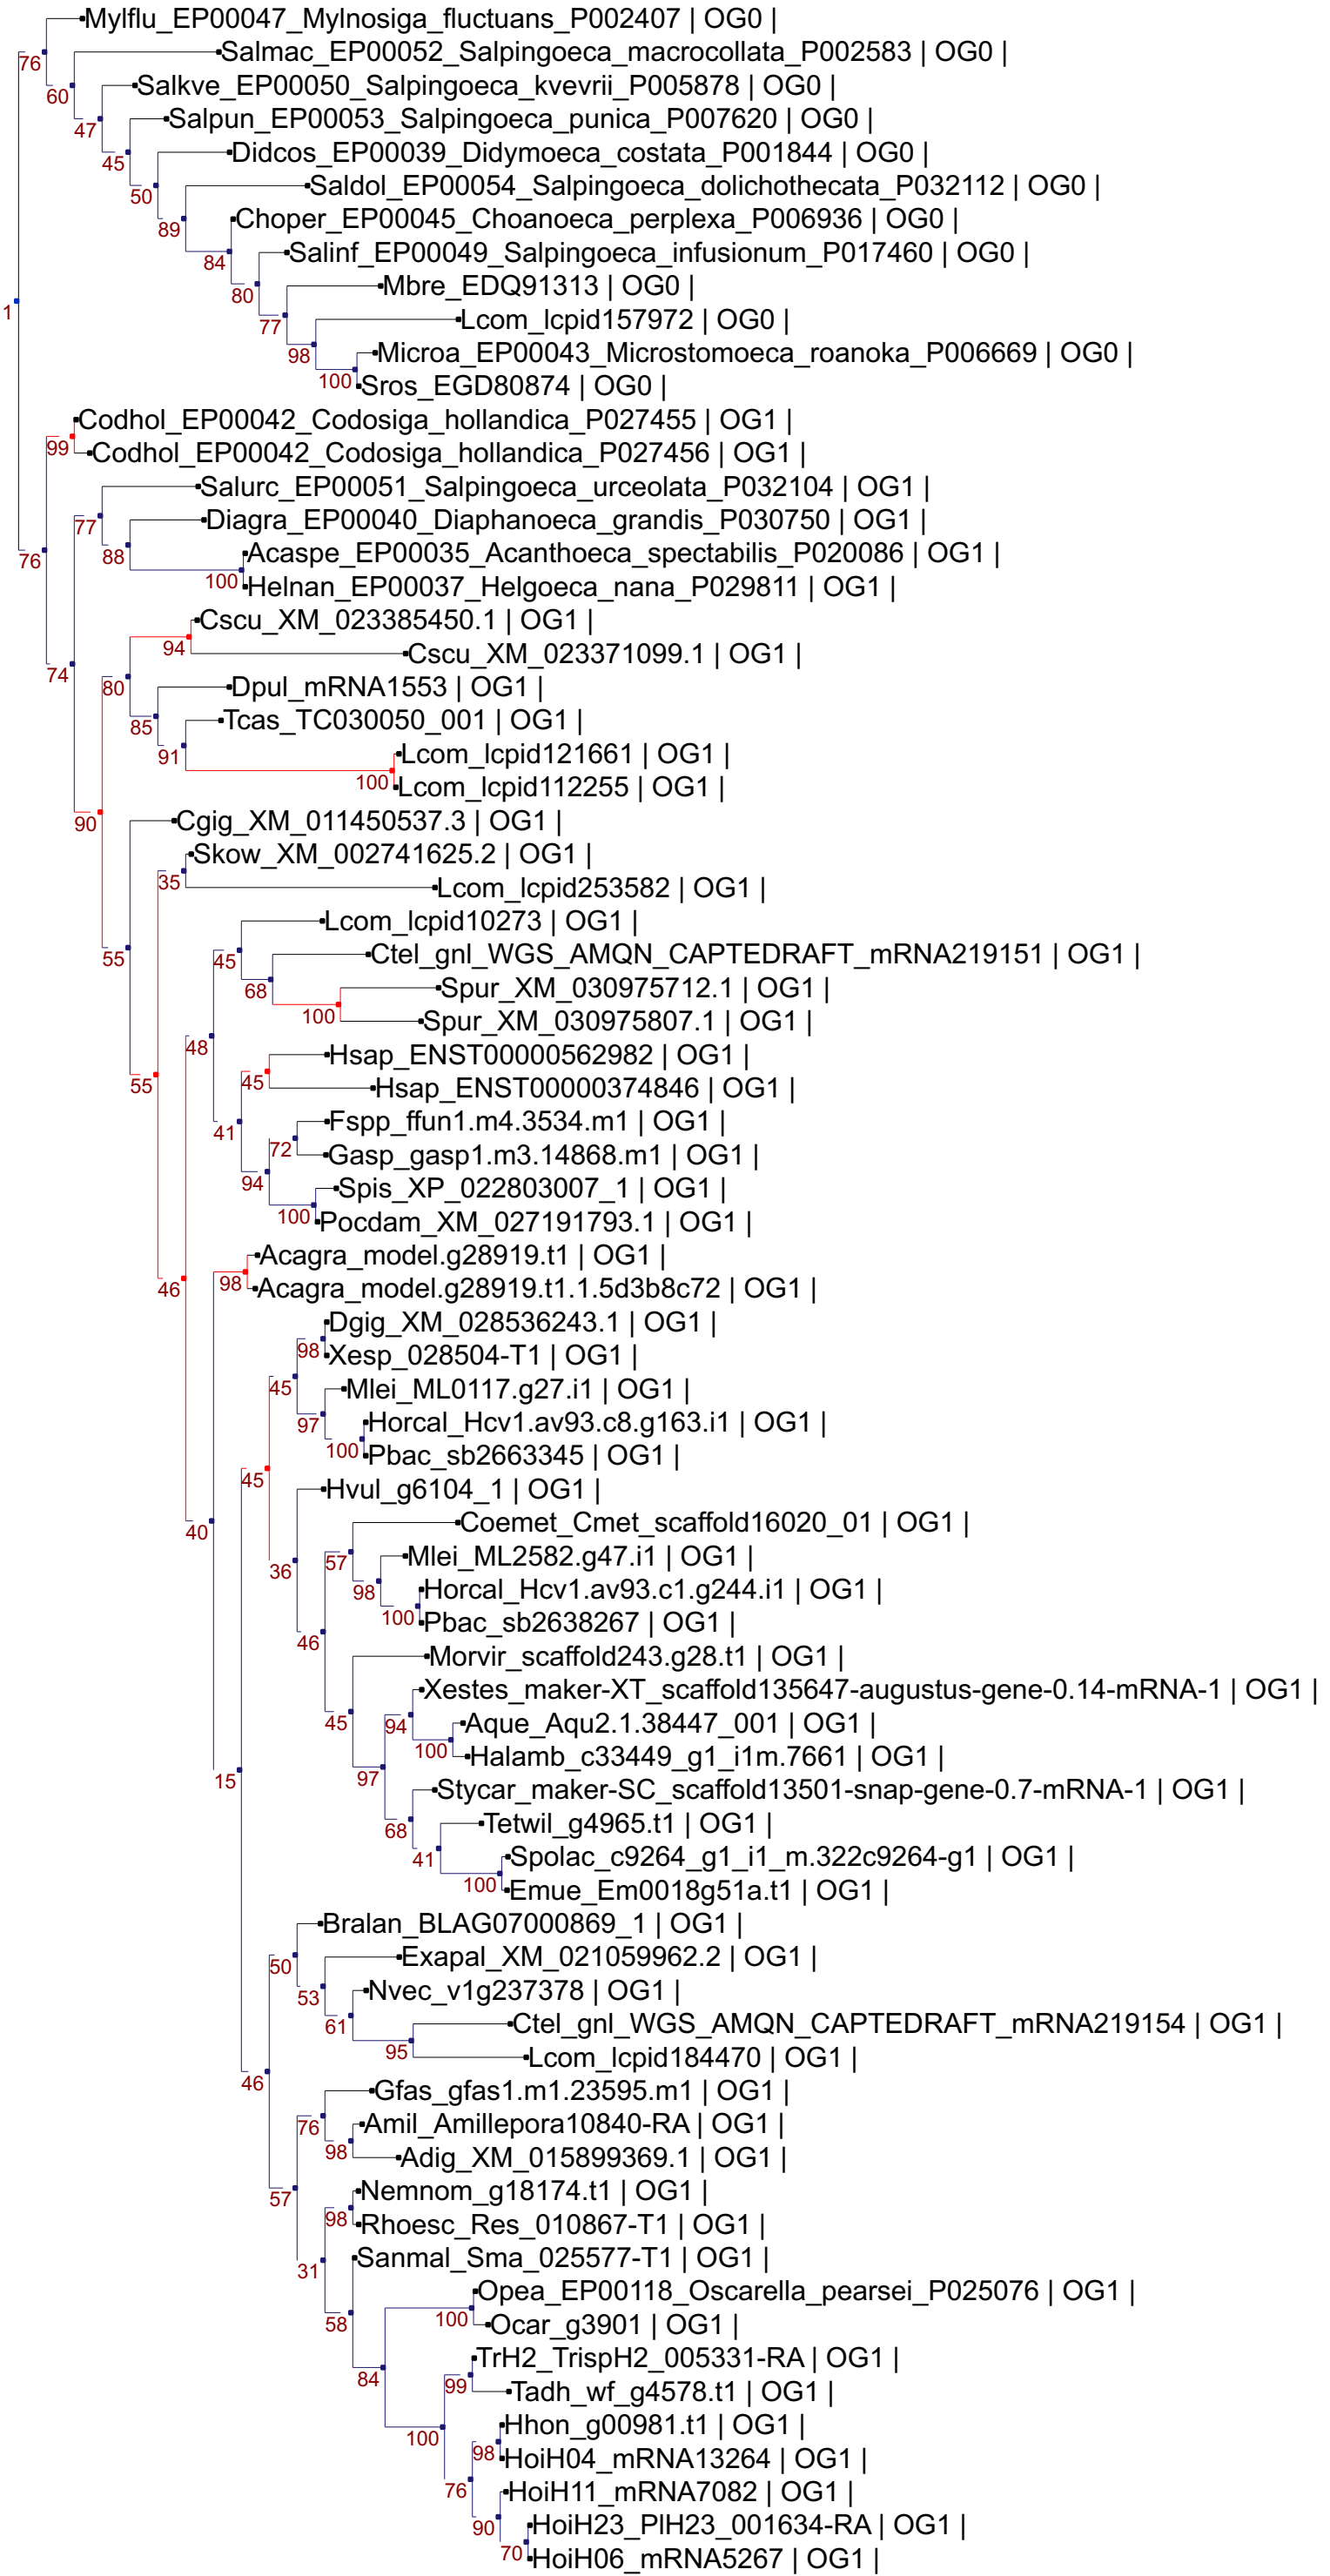 Mylflu_EP00047_Mylnosiga_fluctuans_P002407 | OG0 |
Salmac_EP00052_Salpingoeca_macrocollata_P002583 | OG0 |
76
Salkve_EP00050_Salpingoeca_kvevrii_P005878 | OG0 |
60
Salpun_EP00053_Salpingoeca_punica_P007620 | OG0 |
47
Didcos_EP00039_Didymoeca_costata_P001844 | OG0 |
45
Saldol_EP00054_Salpingoeca_dolichothecata_P032112 | OG0 |
50
Choper_EP00045_Choanoeca_perplexa_P006936 | OG0 |
89
Salinf_EP00049_Salpingoeca_infusionum_P017460 | OG0 |
84
Mbre_EDQ91313 | OG0 |
80
1
Lcom_lcpid157972 | OG0 |
77
Microa_EP00043_Microstomoeca_roanoka_P006669 | OG0 |
98
Sros_EGD80874 | OG0 |
100
Codhol_EP00042_Codosiga_hollandica_P027455 | OG1 |
99
Codhol_EP00042_Codosiga_hollandica_P027456 | OG1 |
Salurc_EP00051_Salpingoeca_urceolata_P032104 | OG1 |
77
Diagra_EP00040_Diaphanoeca_grandis_P030750 | OG1 |
88
76
Acaspe_EP00035_Acanthoeca_spectabilis_P020086 | OG1 |
100
Helnan_EP00037_Helgoeca_nana_P029811 | OG1 |
Cscu_XM_023385450.1 | OG1 |
94
Cscu_XM_023371099.1 | OG1 |
74
80
Dpul_mRNA1553 | OG1 |
85
Tcas_TC030050_001 | OG1 |
91
Lcom_lcpid121661 | OG1 |
100
Lcom_lcpid112255 | OG1 |
90
Cgig_XM_011450537.3 | OG1 |
Skow_XM_002741625.2 | OG1 |
35
Lcom_lcpid253582 | OG1 |
Lcom_lcpid10273 | OG1 |
55
45
Ctel_gnl_WGS_AMQN_CAPTEDRAFT_mRNA219151 | OG1 |
68
Spur_XM_030975712.1 | OG1 |
100
Spur_XM_030975807.1 | OG1 |
48
Hsap_ENST00000562982 | OG1 |
55
45
Hsap_ENST00000374846 | OG1 |
Fspp_ffun1.m4.3534.m1 | OG1 |
41
72
Gasp_gasp1.m3.14868.m1 | OG1 |
94
Spis_XP_022803007_1 | OG1 |
100
Pocdam_XM_027191793.1 | OG1 |
Acagra_model.g28919.t1 | OG1 |
46
98
Acagra_model.g28919.t1.1.5d3b8c72 | OG1 |
Dgig_XM_028536243.1 | OG1 |
98
Xesp_028504-T1 | OG1 |
45
Mlei_ML0117.g27.i1 | OG1 |
97
Horcal_Hcv1.av93.c8.g163.i1 | OG1 |
100
Pbac_sb2663345 | OG1 |
45
Hvul_g6104_1 | OG1 |
40
Coemet_Cmet_scaffold16020_01 | OG1 |
36
57
Mlei_ML2582.g47.i1 | OG1 |
98
Horcal_Hcv1.av93.c1.g244.i1 | OG1 |
100
Pbac_sb2638267 | OG1 |
46
Morvir_scaffold243.g28.t1 | OG1 |
Xestes_maker-XT_scaffold135647-augustus-gene-0.14-mRNA-1 | OG1 |
45
94
Aque_Aqu2.1.38447_001 | OG1 |
100
Halamb_c33449_g1_i1m.7661 | OG1 |
15
97
Stycar_maker-SC_scaffold13501-snap-gene-0.7-mRNA-1 | OG1 |
68
Tetwil_g4965.t1 | OG1 |
41
Spolac_c9264_g1_i1_m.322c9264-g1 | OG1 |
100
Emue_Em0018g51a.t1 | OG1 |
Bralan_BLAG07000869_1 | OG1 |
50
Exapal_XM_021059962.2 | OG1 |
53
Nvec_v1g237378 | OG1 |
61
Ctel_gnl_WGS_AMQN_CAPTEDRAFT_mRNA219154 | OG1 |
95
Lcom_lcpid184470 | OG1 |
46
Gfas_gfas1.m1.23595.m1 | OG1 |
76
Amil_Amillepora10840-RA | OG1 |
98
Adig_XM_015899369.1 | OG1 |
57
Nemnom_g18174.t1 | OG1 |
98
Rhoesc_Res_010867-T1 | OG1 |
31
Sanmal_Sma_025577-T1 | OG1 |
Opea_EP00118_Oscarella_pearsei_P025076 | OG1 |
58
100
Ocar_g3901 | OG1 |
TrH2_TrispH2_005331-RA | OG1 |
84
99
Tadh_wf_g4578.t1 | OG1 |
100
Hhon_g00981.t1 | OG1 |
98
HoiH04_mRNA13264 | OG1 |
76
HoiH11_mRNA7082 | OG1 |
90
HoiH23_PlH23_001634-RA | OG1 |
70
HoiH06_mRNA5267 | OG1 |